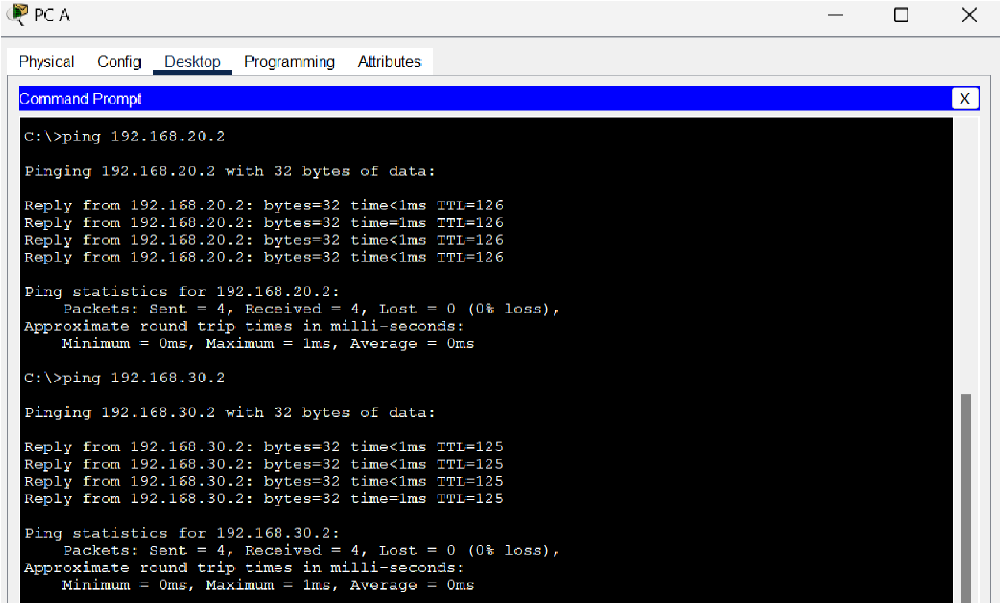 PC A
Physical Config Desktop Programming Attributes
Command Prompt X
C:\>ping 192.168.20.2
Pinging 192.168.20.2 with 32 bytes of data:
Reply from 192.168.20.2: bytes=32 time<1ms TTL=126
Reply from 192.168.20.2: bytes=32 time=1ms TTL=126
Reply from 192.168.20.2: bytes=32 time<1ms TTL=126
Reply from 192.168.20.2: bytes=32 time<1ms TTL=126
Ping statistics for 192.168.20.2:
    Packets: Sent = 4, Received = 4, Lost = 0 (0% loss),
Approximate round trip times in milli-seconds:
    Minimum = 0ms, Maximum = 1ms, Average = 0ms
C:\>ping 192.168.30.2
Pinging 192.168.30.2 with 32 bytes of data:
Reply from 192.168.30.2: bytes=32 time<1ms TTL=125
Reply from 192.168.30.2: bytes=32 time<1ms TTL=125
Reply from 192.168.30.2: bytes=32 time<1ms TTL=125
Reply from 192.168.30.2: bytes=32 time=1ms TTL=125
Ping statistics for 192.168.30.2:
    Packets: Sent = 4, Received = 4, Lost = 0 (0% loss),
Approximate round trip times in milli-seconds:
    Minimum = 0ms, Maximum = 1ms, Average = 0ms